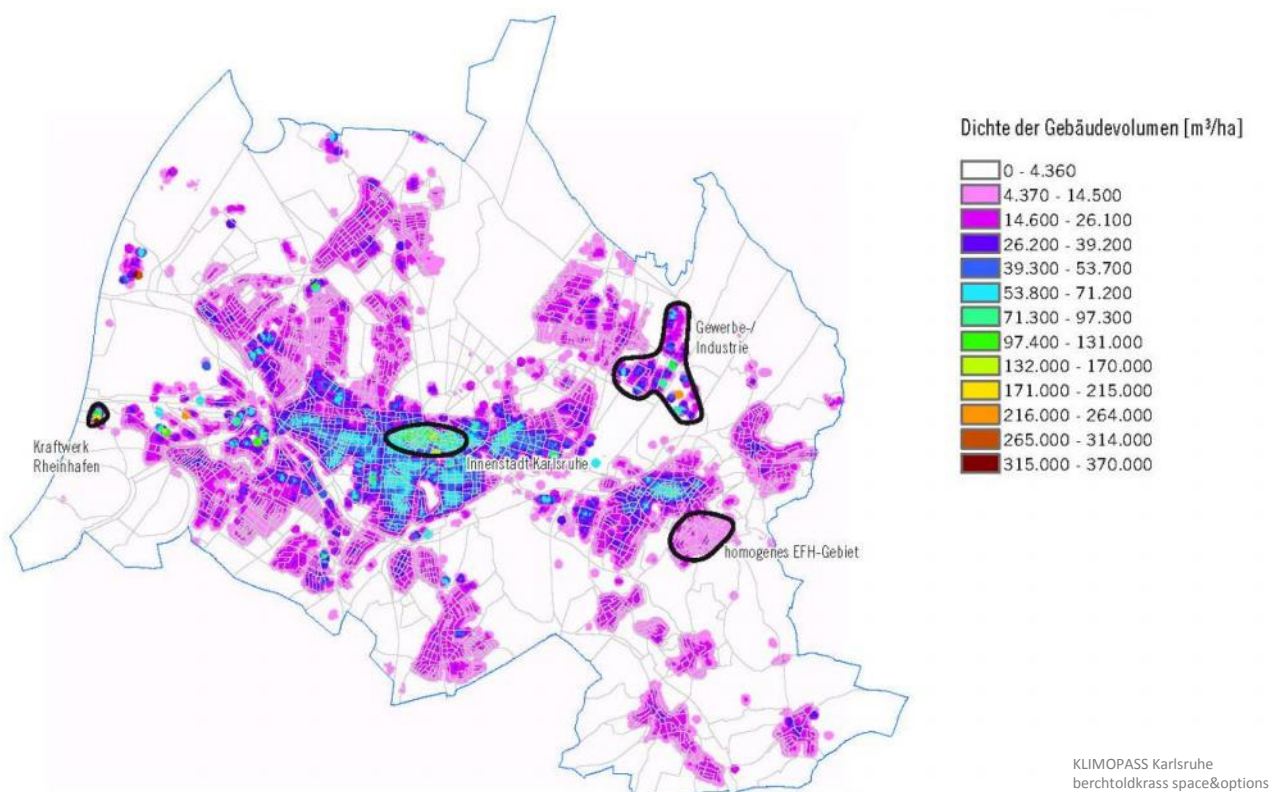 Dichte der Gebäudevolumen [m³/ha]
0 - 4.360
4.370 - 14.500
14.600 - 26.100
26.200 - 39.200
39.300 - 53.700
53.800 - 71.200
71.300 - 97.300
97.400 - 131.000
132.000 - 170.000
171.000 - 215.000
216.000 - 264.000
265.000 - 314.000
315.000 - 370.000
Gewerbe-/
Industrie
Kraftwerk
Rheinhafen
Innenstadt Karlsruhe
homogenes EFH-Gebiet
KLIMOPASS Karlsruhe
berchtoldkrass space&options